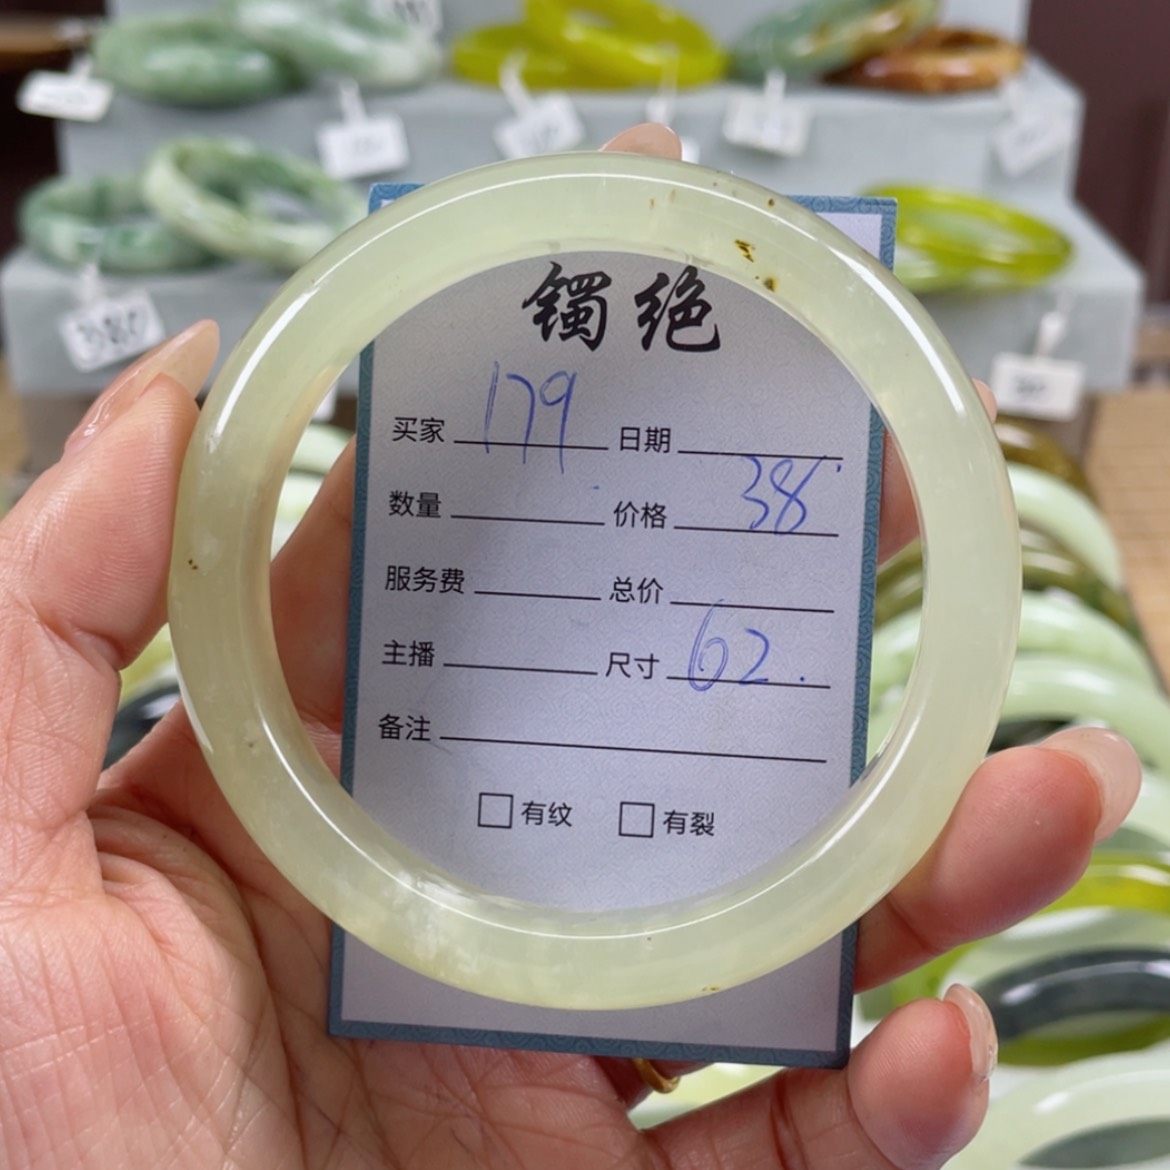 镯绝
买家 179 日期
数量 价格 38
服务费 总价
主播 尺寸 62.
备注
□有纹 □有裂
380